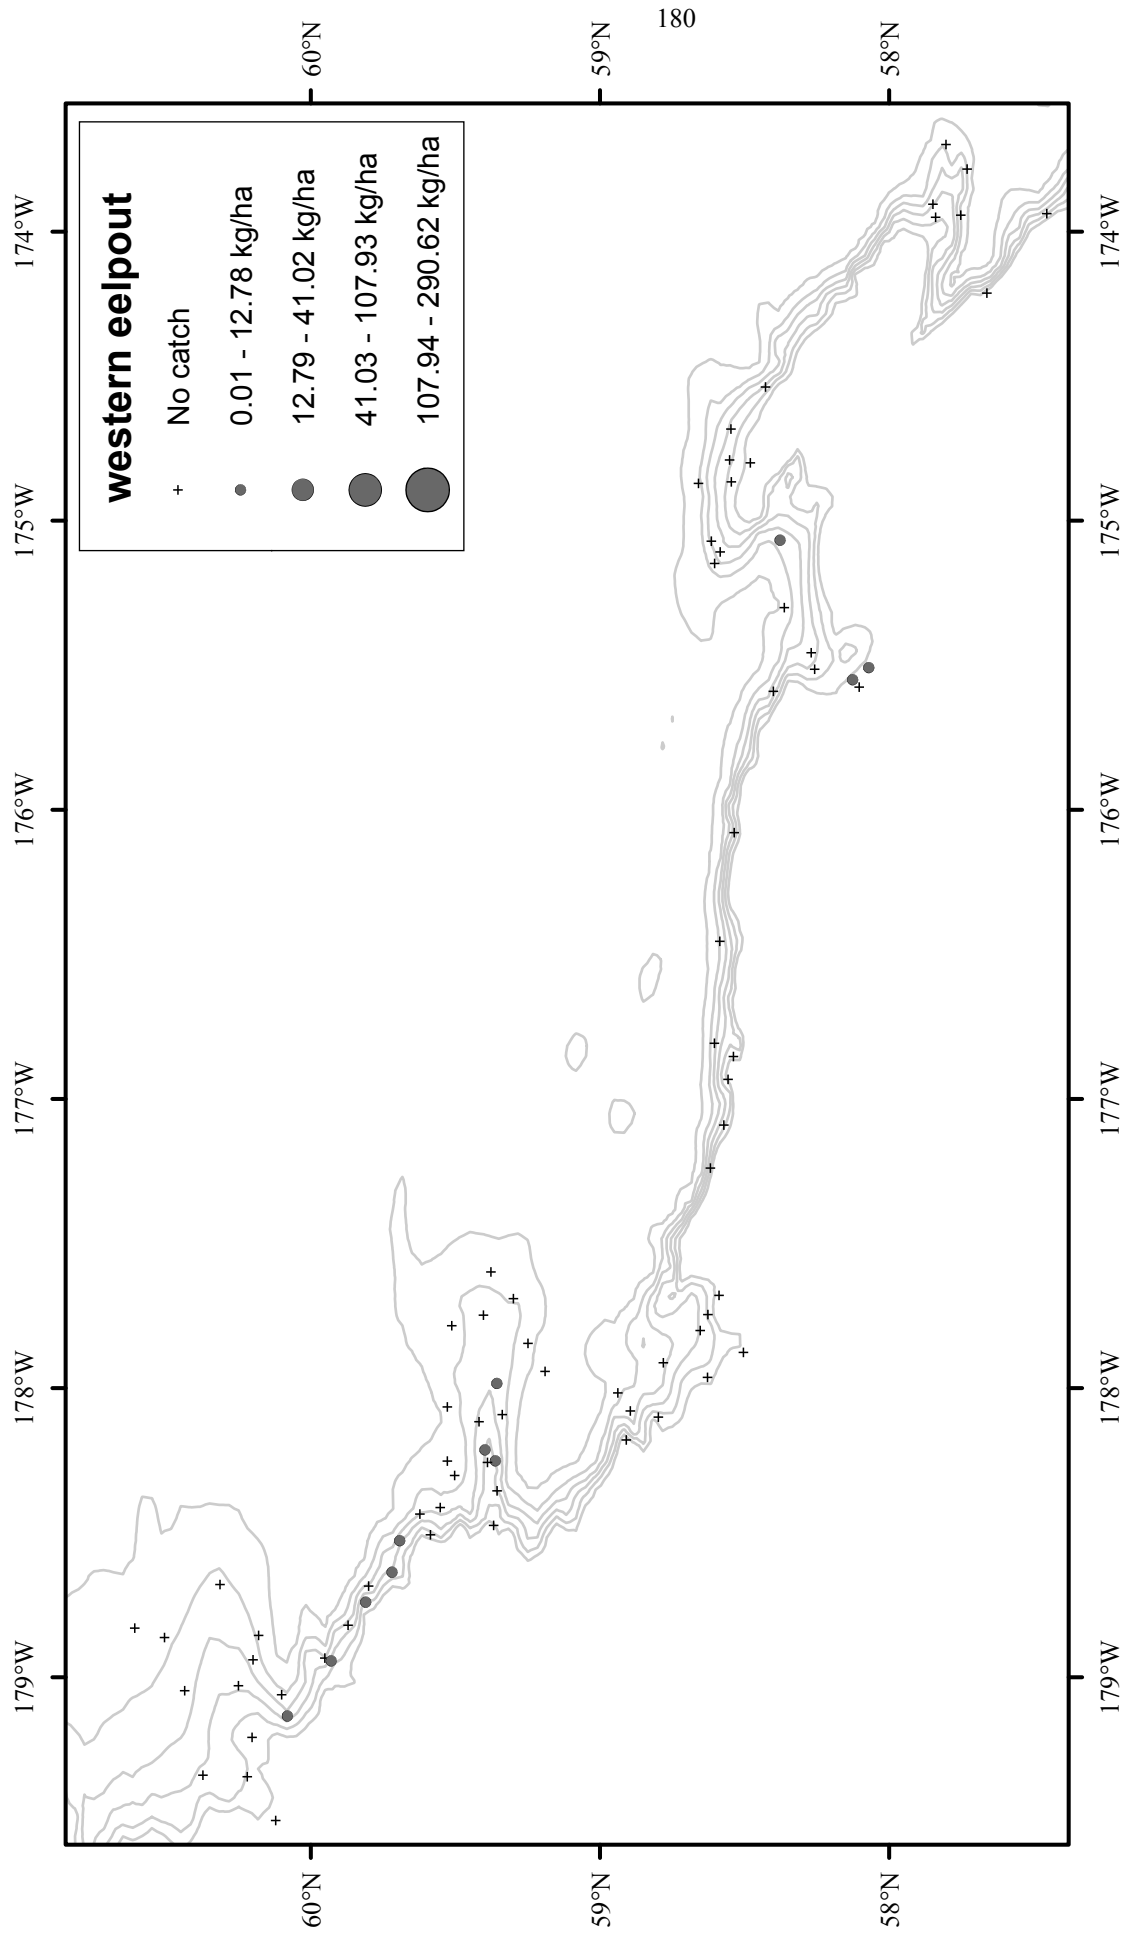 180
western eelpout
No catch
0.01 - 12.78 kg/ha
12.79 - 41.02 kg/ha
41.03 - 107.93 kg/ha
107.94 - 290.62 kg/ha
179°W
178°W
177°W
176°W
175°W
174°W
60°N
60°N
59°N
59°N
58°N
58°N
179°W
178°W
177°W
176°W
175°W
174°W